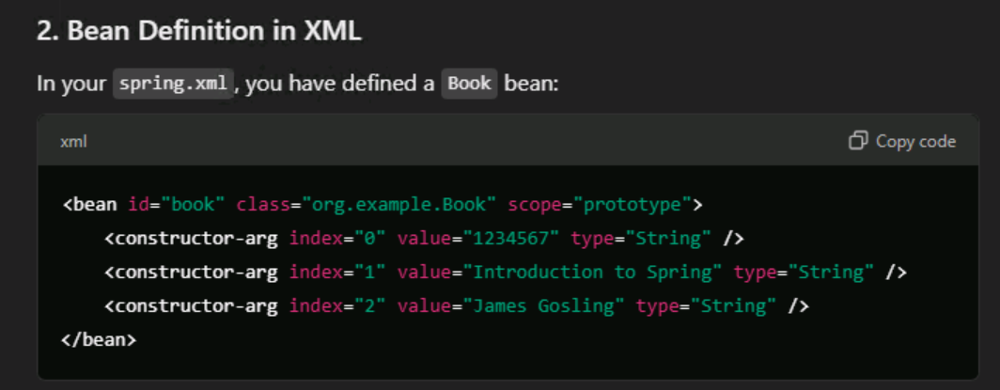 2. Bean Definition in XML
In your spring.xml, you have defined a Book bean:
xml Copy code
<bean id="book" class="org.example.Book" scope="prototype">
    <constructor-arg index="0" value="1234567" type="String" />
    <constructor-arg index="1" value="Introduction to Spring" type="String" />
    <constructor-arg index="2" value="James Gosling" type="String" />
</bean>